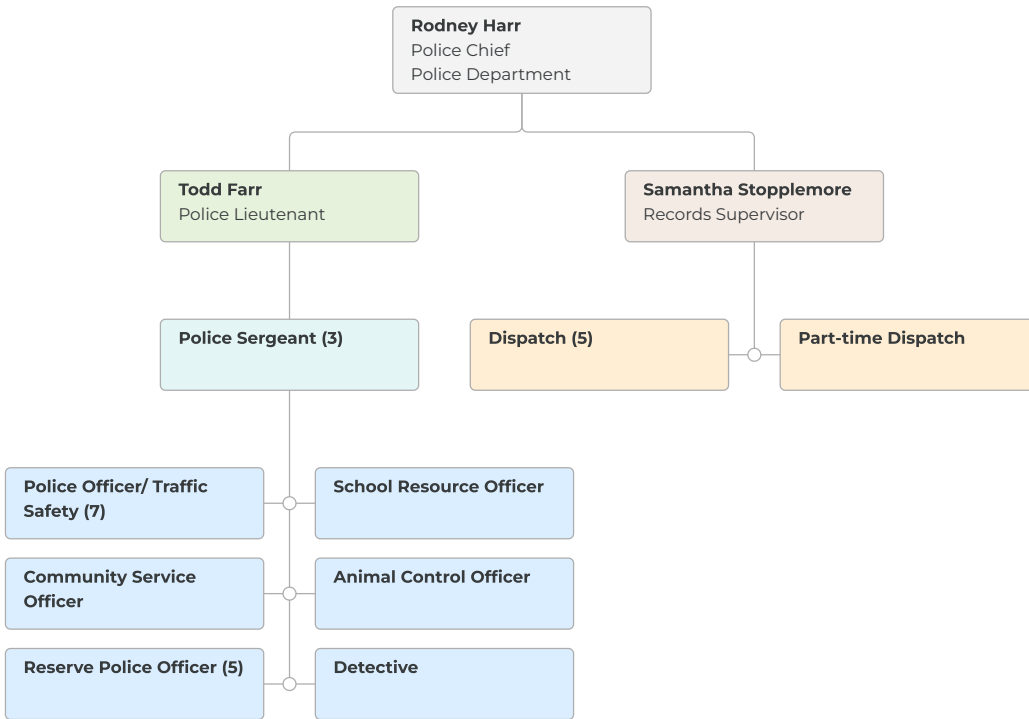 Rodney Harr
Police Chief
Police Department
Todd Farr
Police Lieutenant
Samantha Stopplemore
Records Supervisor
Police Sergeant (3)
Dispatch (5)
Part-time Dispatch
Police Officer/ Traffic
Safety (7)
School Resource Officer
Community Service
Officer
Animal Control Officer
Reserve Police Officer (5)
Detective